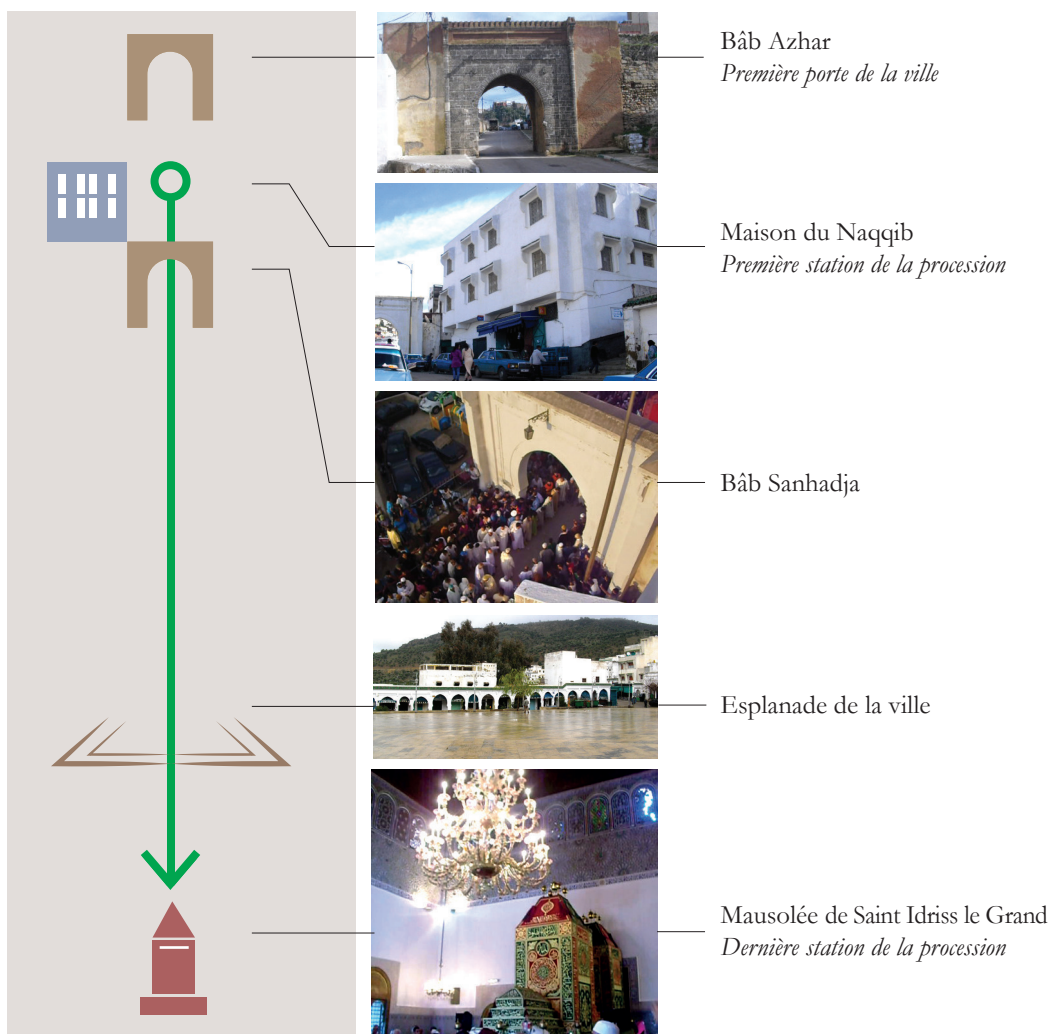 Bâb Azhar
Première porte de la ville
Maison du Naqqib
Première station de la procession
Bâb Sanhadja
Esplanade de la ville
Mausolée de Saint Idriss le Grand
Dernière station de la procession